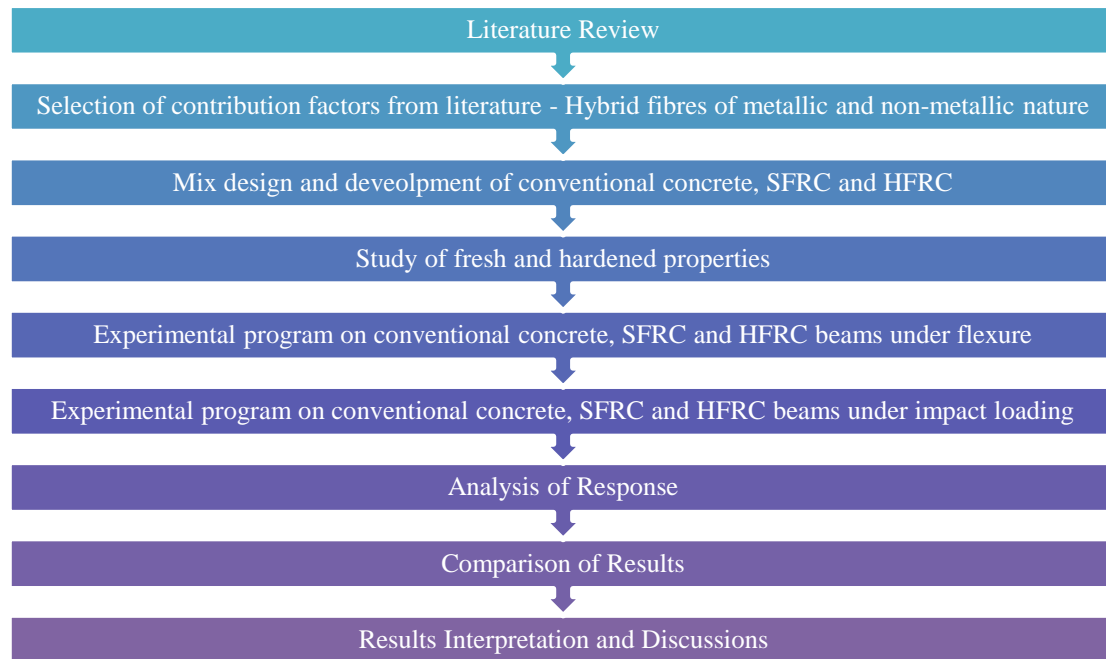 Literature Review
Selection of contribution factors from literature - Hybrid fibres of metallic and non-metallic nature
Mix design and deveolpment of conventional concrete, SFRC and HFRC
Study of fresh and hardened properties
Experimental program on conventional concrete, SFRC and HFRC beams under flexure
Experimental program on conventional concrete, SFRC and HFRC beams under impact loading
Analysis of Response
Comparison of Results
Results Interpretation and Discussions